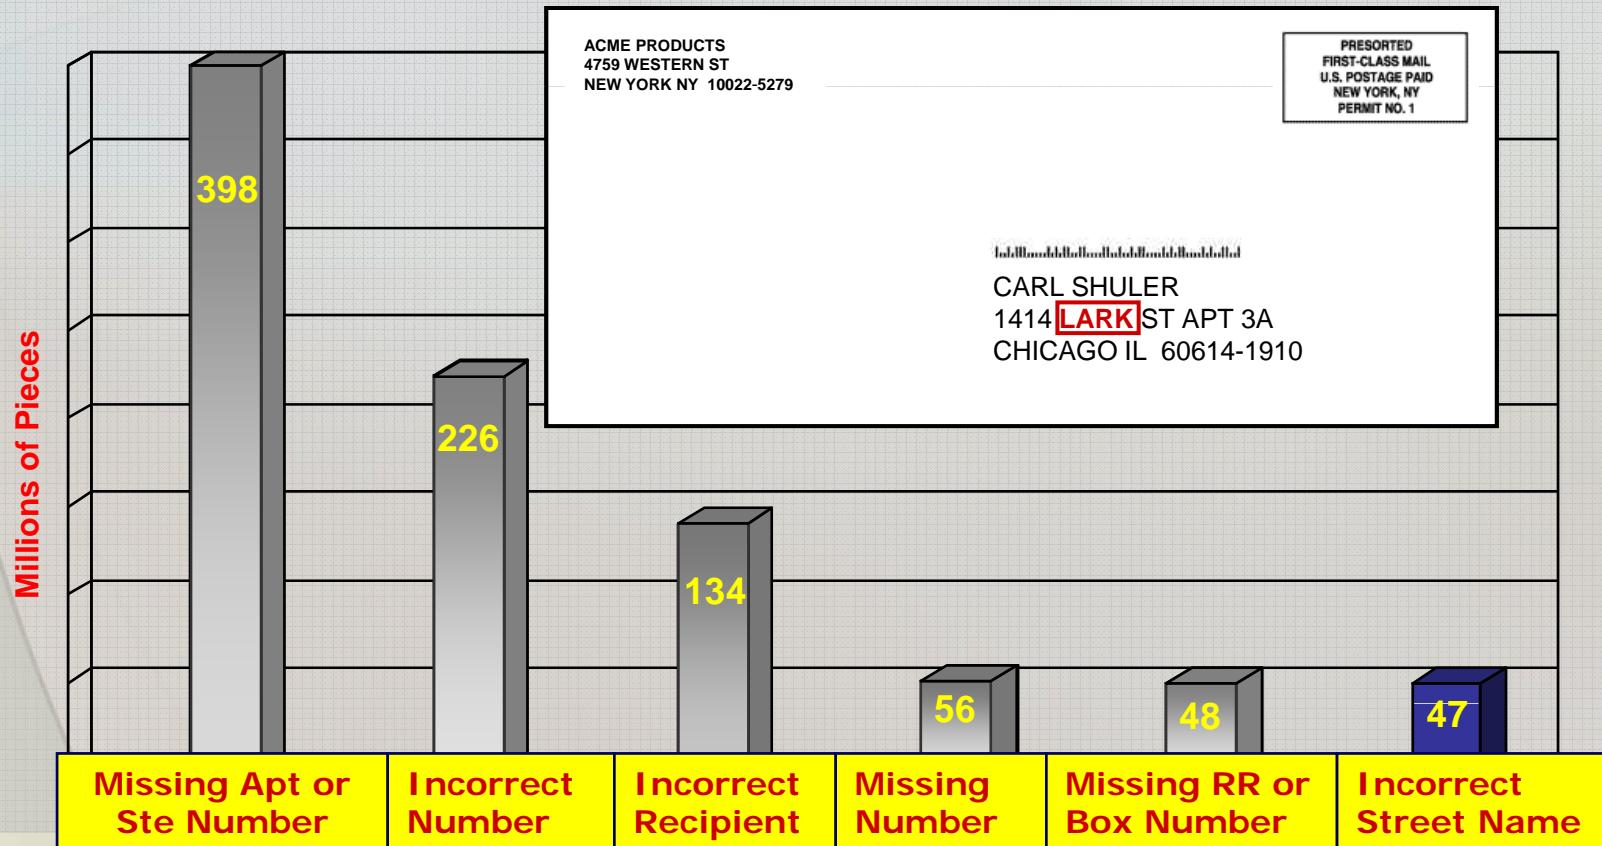 ACME PRODUCTS
4759 WESTERN ST
NEW YORK NY 10022-5279
PRESORTED
FIRST-CLASS MAIL
U.S. POSTAGE PAID
NEW YORK, NY
PERMIT NO. 1
CARL SHULER
1414 LARK ST APT 3A
CHICAGO IL 60614-1910
Millions of Pieces
398
226
134
56
48
47
Missing Apt or
Ste Number
Incorrect
Number
Incorrect
Recipient
Missing
Number
Missing RR or
Box Number
Incorrect
Street Name